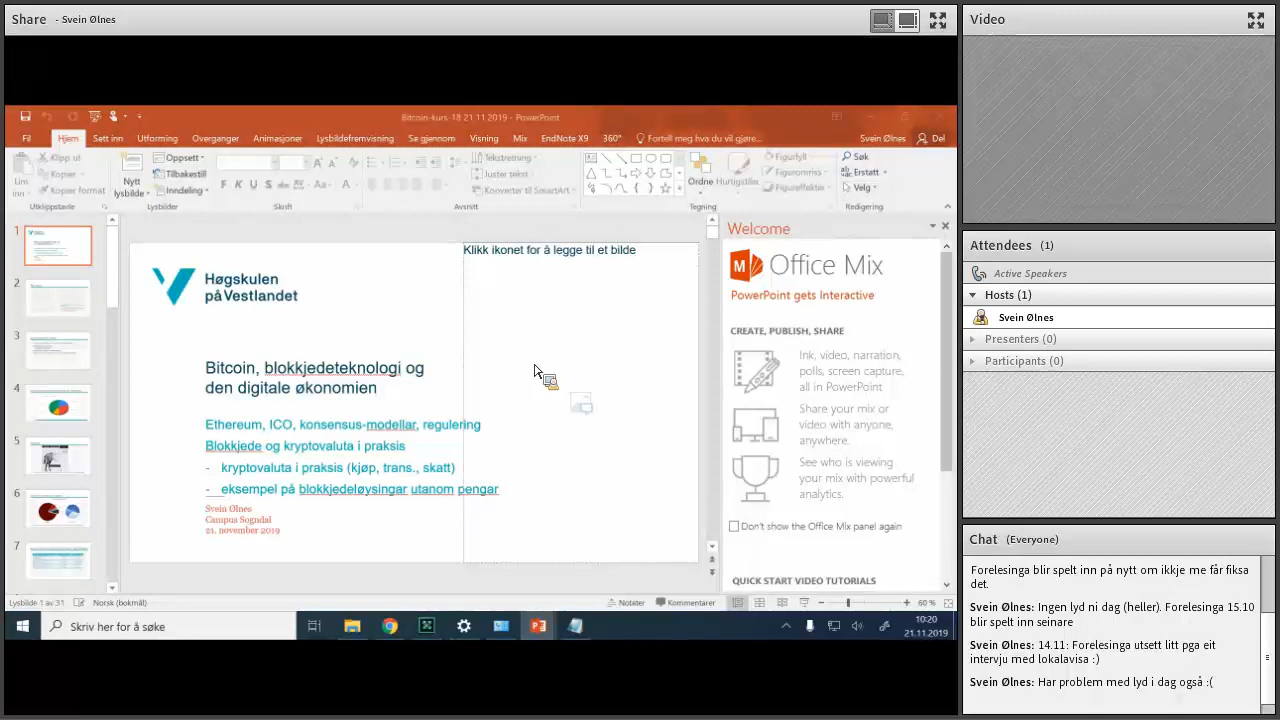 Share - Svein Ølnes
Video
Bitcoin-kurs-18 21 11 2019 - PowerPoint
Fil Hjem Sett inn Utforming Overganger Animasjoner Lysbildefremvisning Se gjennom Visning Mix EndNote X9 360° Fortell meg hva du vil gjøre... Svein Ølnes Del
Lim inn
Klipp ut
Kopier
Kopier format
Utklippstavle
Nytt lysbilde
Oppsett
Tilbakestill
Inndeling
Lysbilder
F K U S abc AV Aa A
Skrift
Tekstretning
Juster tekst
Konverter til SmartArt
Avsnitt
Ordne
Hurtigstiler
Figurfyll
Figuromriss
Figureffekter
Tegning
Søk
Erstatt
Velg
Redigering
1
2
3
4
5
6
7
Klikk ikonet for å legge til et bilde
Høgskulen
på Vestlandet
Bitcoin, blokkjedeteknologi og
den digitale økonomien
Ethereum, ICO, konsensus-modellar, regulering
Blokkjede og kryptovaluta i praksis
- kryptovaluta i praksis (kjøp, trans., skatt)
- eksempel på blokkjedeløysingar utanom pengar
Svein Ølnes
Campus Sogndal
21. november 2019
Welcome
Office Mix
PowerPoint gets Interactive
CREATE, PUBLISH, SHARE
Ink, video, narration,
polls, screen capture,
all in PowerPoint
Share your mix or
video with anyone,
anywhere.
See who is viewing
your mix with powerful
analytics.
Don't show the Office Mix panel again
QUICK START VIDEO TUTORIALS
Lysbilde 1 av 31 Norsk (bokmål) Notater Kommentarer 60 %
Skriv her for å søke
10:20
21.11.2019
Attendees (1)
Active Speakers
Hosts (1)
Svein Ølnes
Presenters (0)
Participants (0)
Chat (Everyone)
Forelesinga blir spelt inn på nytt om ikkje me får fiksa
det.
Svein Ølnes: Ingen lyd ni dag (heller). Forelesinga 15.10
blir spelt inn seinare
Svein Ølnes: 14.11: Forelesinga utsett litt pga eit
intervju med lokalavisa :)
Svein Ølnes: Har problem med lyd i dag også :(